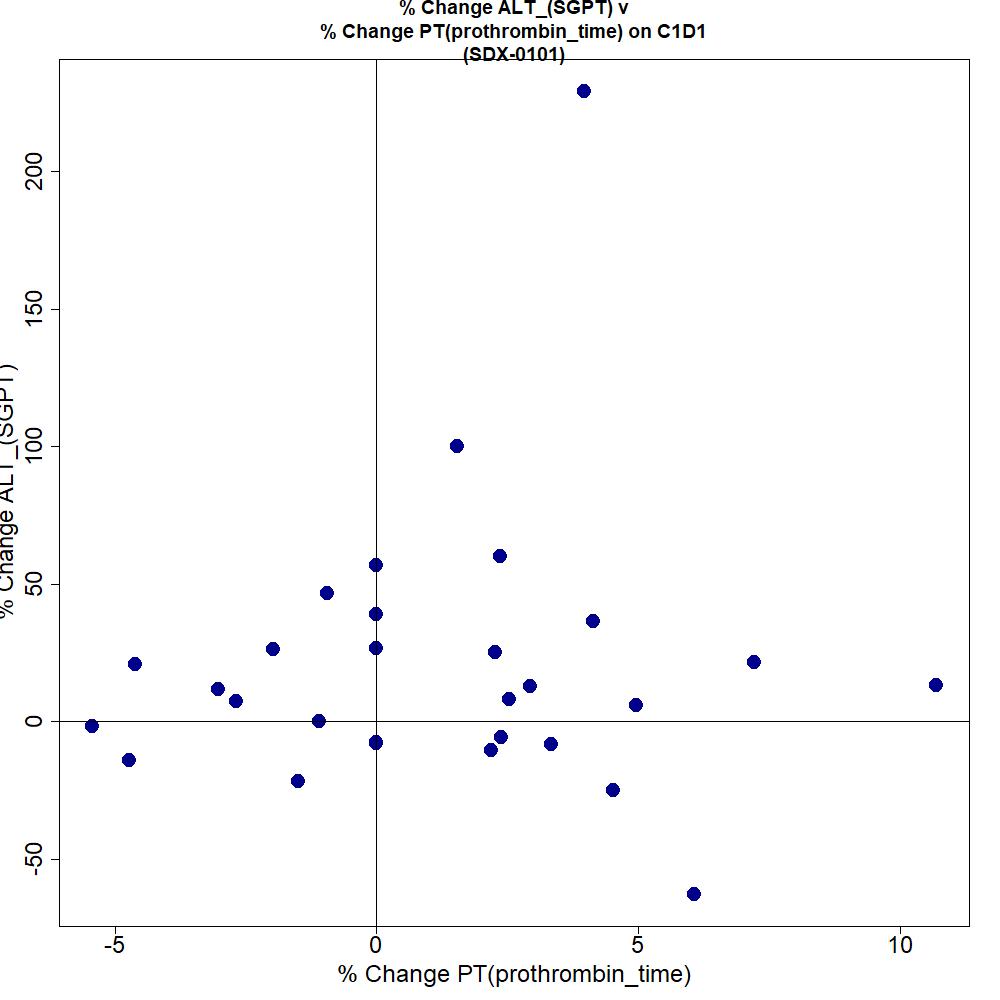 % Change ALT_(SGPT) v
% Change PT(prothrombin_time) on C1D1
(SDX-0101)
% Change ALT_(SGPT)
200
150
100
50
0
-50
-5
0
5
10
% Change PT(prothrombin_time)